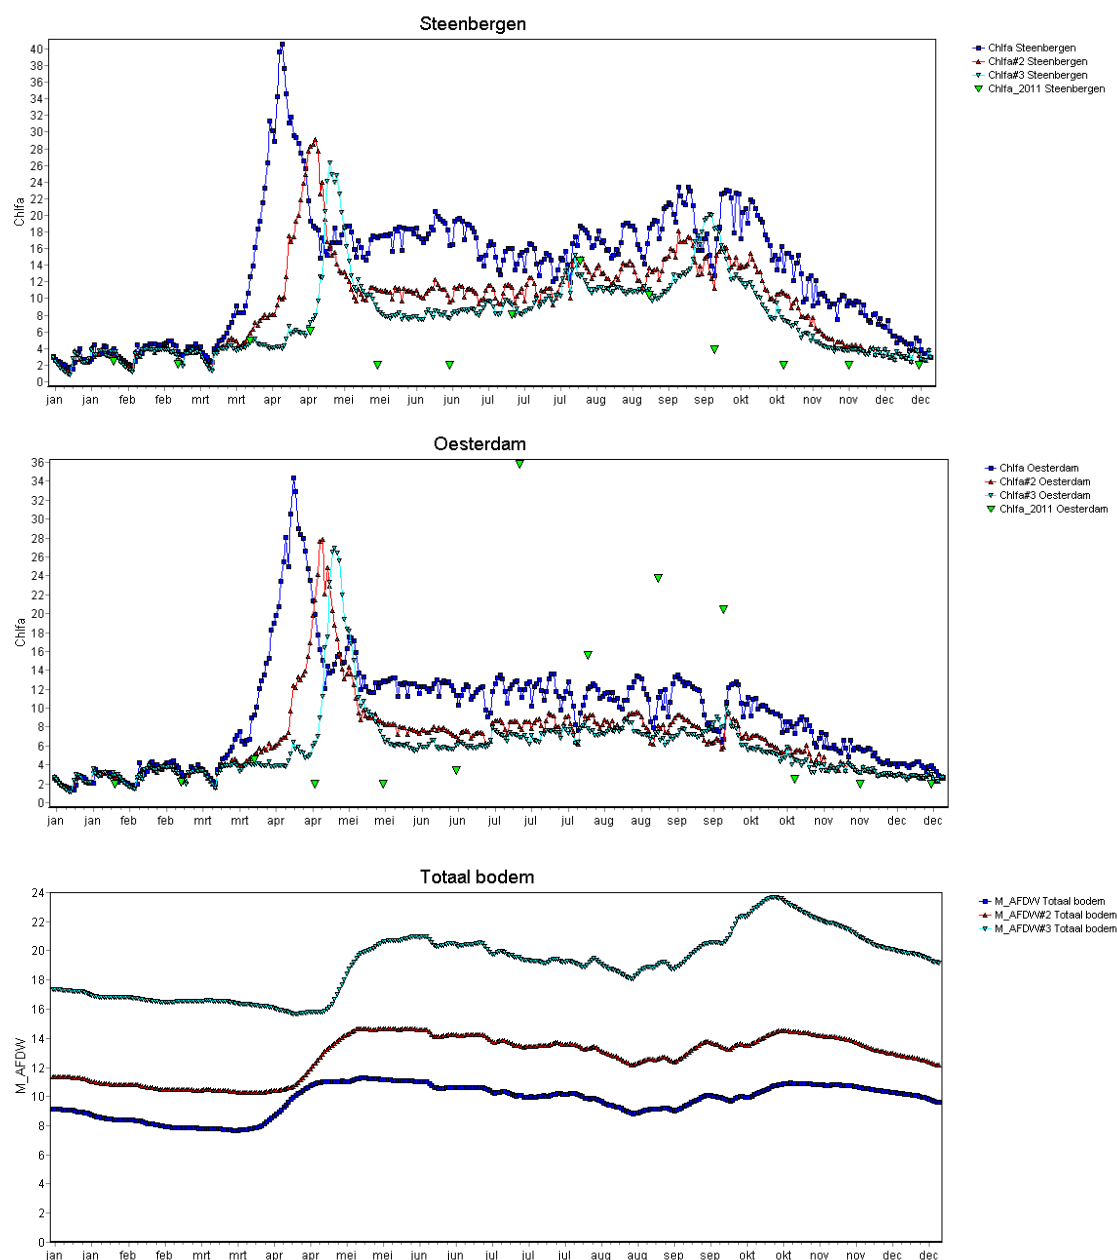 Steenbergen
40
38
36
34
32
30
28
26
24
22
20
18
16
14
12
10
8
6
4
2
0
Chlfa
jan jan feb feb mrt mrt apr apr mei mei jun jun jul jul aug aug sep sep okt okt nov nov dec dec
Chlfa Steenbergen
Chlfa#2 Steenbergen
Chlfa#3 Steenbergen
Chlfa_2011 Steenbergen
Oesterdam
36
34
32
30
28
26
24
22
20
18
16
14
12
10
8
6
4
2
0
Chlfa
jan jan feb feb mrt mrt apr apr mei mei jun jun jul jul jul aug aug sep sep okt okt nov nov dec dec
Chlfa Oesterdam
Chlfa#2 Oesterdam
Chlfa#3 Oesterdam
Chlfa_2011 Oesterdam
Totaal bodem
24
22
20
18
16
14
12
10
8
6
4
2
0
M_AFDW
jan jan feb feb mrt mrt apr apr mei mei jun jun jul jul jul aug aug sep sep okt okt nov nov dec dec
M_AFDW Totaal bodem
M_AFDW#2 Totaal bodem
M_AFDW#3 Totaal bodem